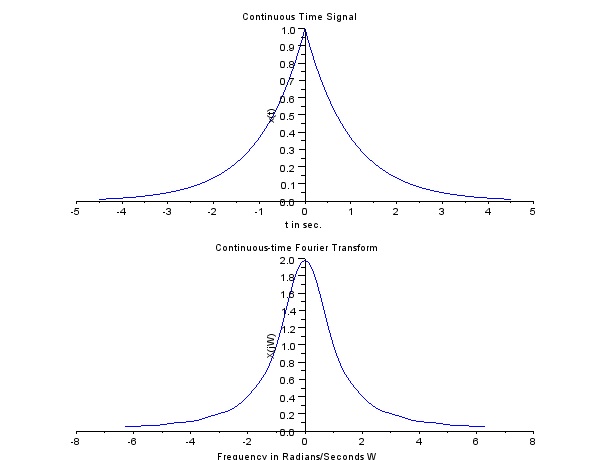 Continuous Time Signal
1.0
0.9
0.8
0.7
0.6
0.5
0.4
0.3
0.2
0.1
0.0
x(t)
-5 -4 -3 -2 -1 0 1 2 3 4 5
t in sec.
Continuous-time Fourier Transform
2.0
1.8
1.6
1.4
1.2
1.0
0.8
0.6
0.4
0.2
0.0
X(jW)
-8 -6 -4 -2 0 2 4 6 8
Frequency in Radians/Seconds W